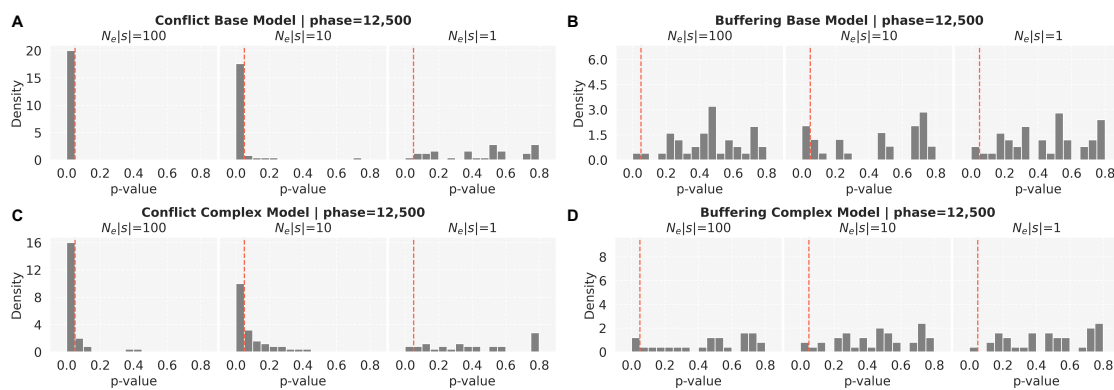 A
Conflict Base Model | phase=12,500
Nₑ|s|=100 Nₑ|s|=10 Nₑ|s|=1
Density
20
15
10
5
0
0.0 0.2 0.4 0.6 0.8 0.0 0.2 0.4 0.6 0.8 0.0 0.2 0.4 0.6 0.8
p-value p-value p-value
B
Buffering Base Model | phase=12,500
Nₑ|s|=100 Nₑ|s|=10 Nₑ|s|=1
Density
6.0
4.5
3.0
1.5
0.0
0.0 0.2 0.4 0.6 0.8 0.0 0.2 0.4 0.6 0.8 0.0 0.2 0.4 0.6 0.8
p-value p-value p-value
C
Conflict Complex Model | phase=12,500
Nₑ|s|=100 Nₑ|s|=10 Nₑ|s|=1
Density
16
12
8
4
0
0.0 0.2 0.4 0.6 0.8 0.0 0.2 0.4 0.6 0.8 0.0 0.2 0.4 0.6 0.8
p-value p-value p-value
D
Buffering Complex Model | phase=12,500
Nₑ|s|=100 Nₑ|s|=10 Nₑ|s|=1
Density
8
6
4
2
0
0.0 0.2 0.4 0.6 0.8 0.0 0.2 0.4 0.6 0.8 0.0 0.2 0.4 0.6 0.8
p-value p-value p-value